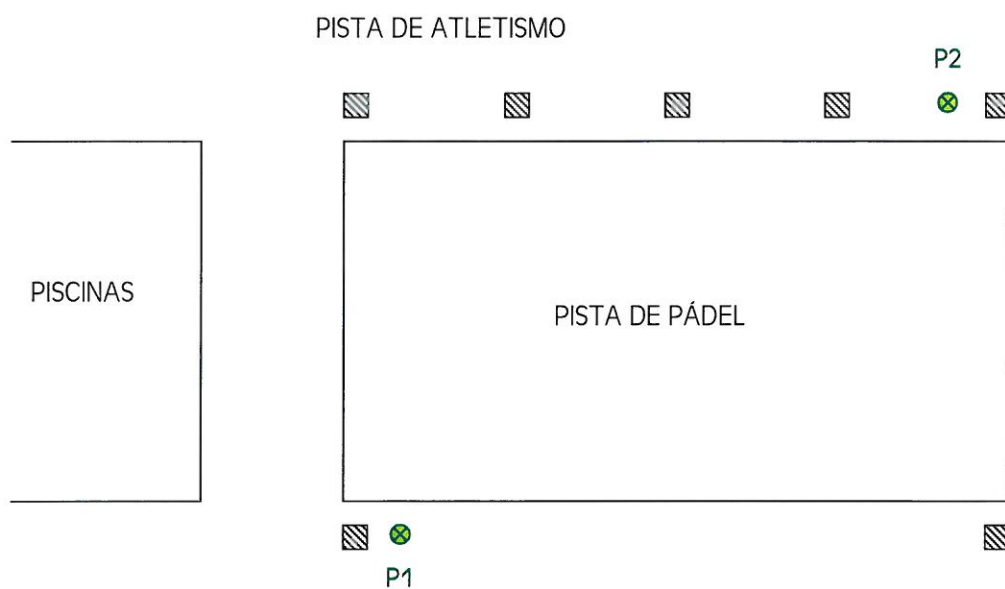 PISTA DE ATLETISMO
P2
PISCINAS
PISTA DE PÁDEL
P1